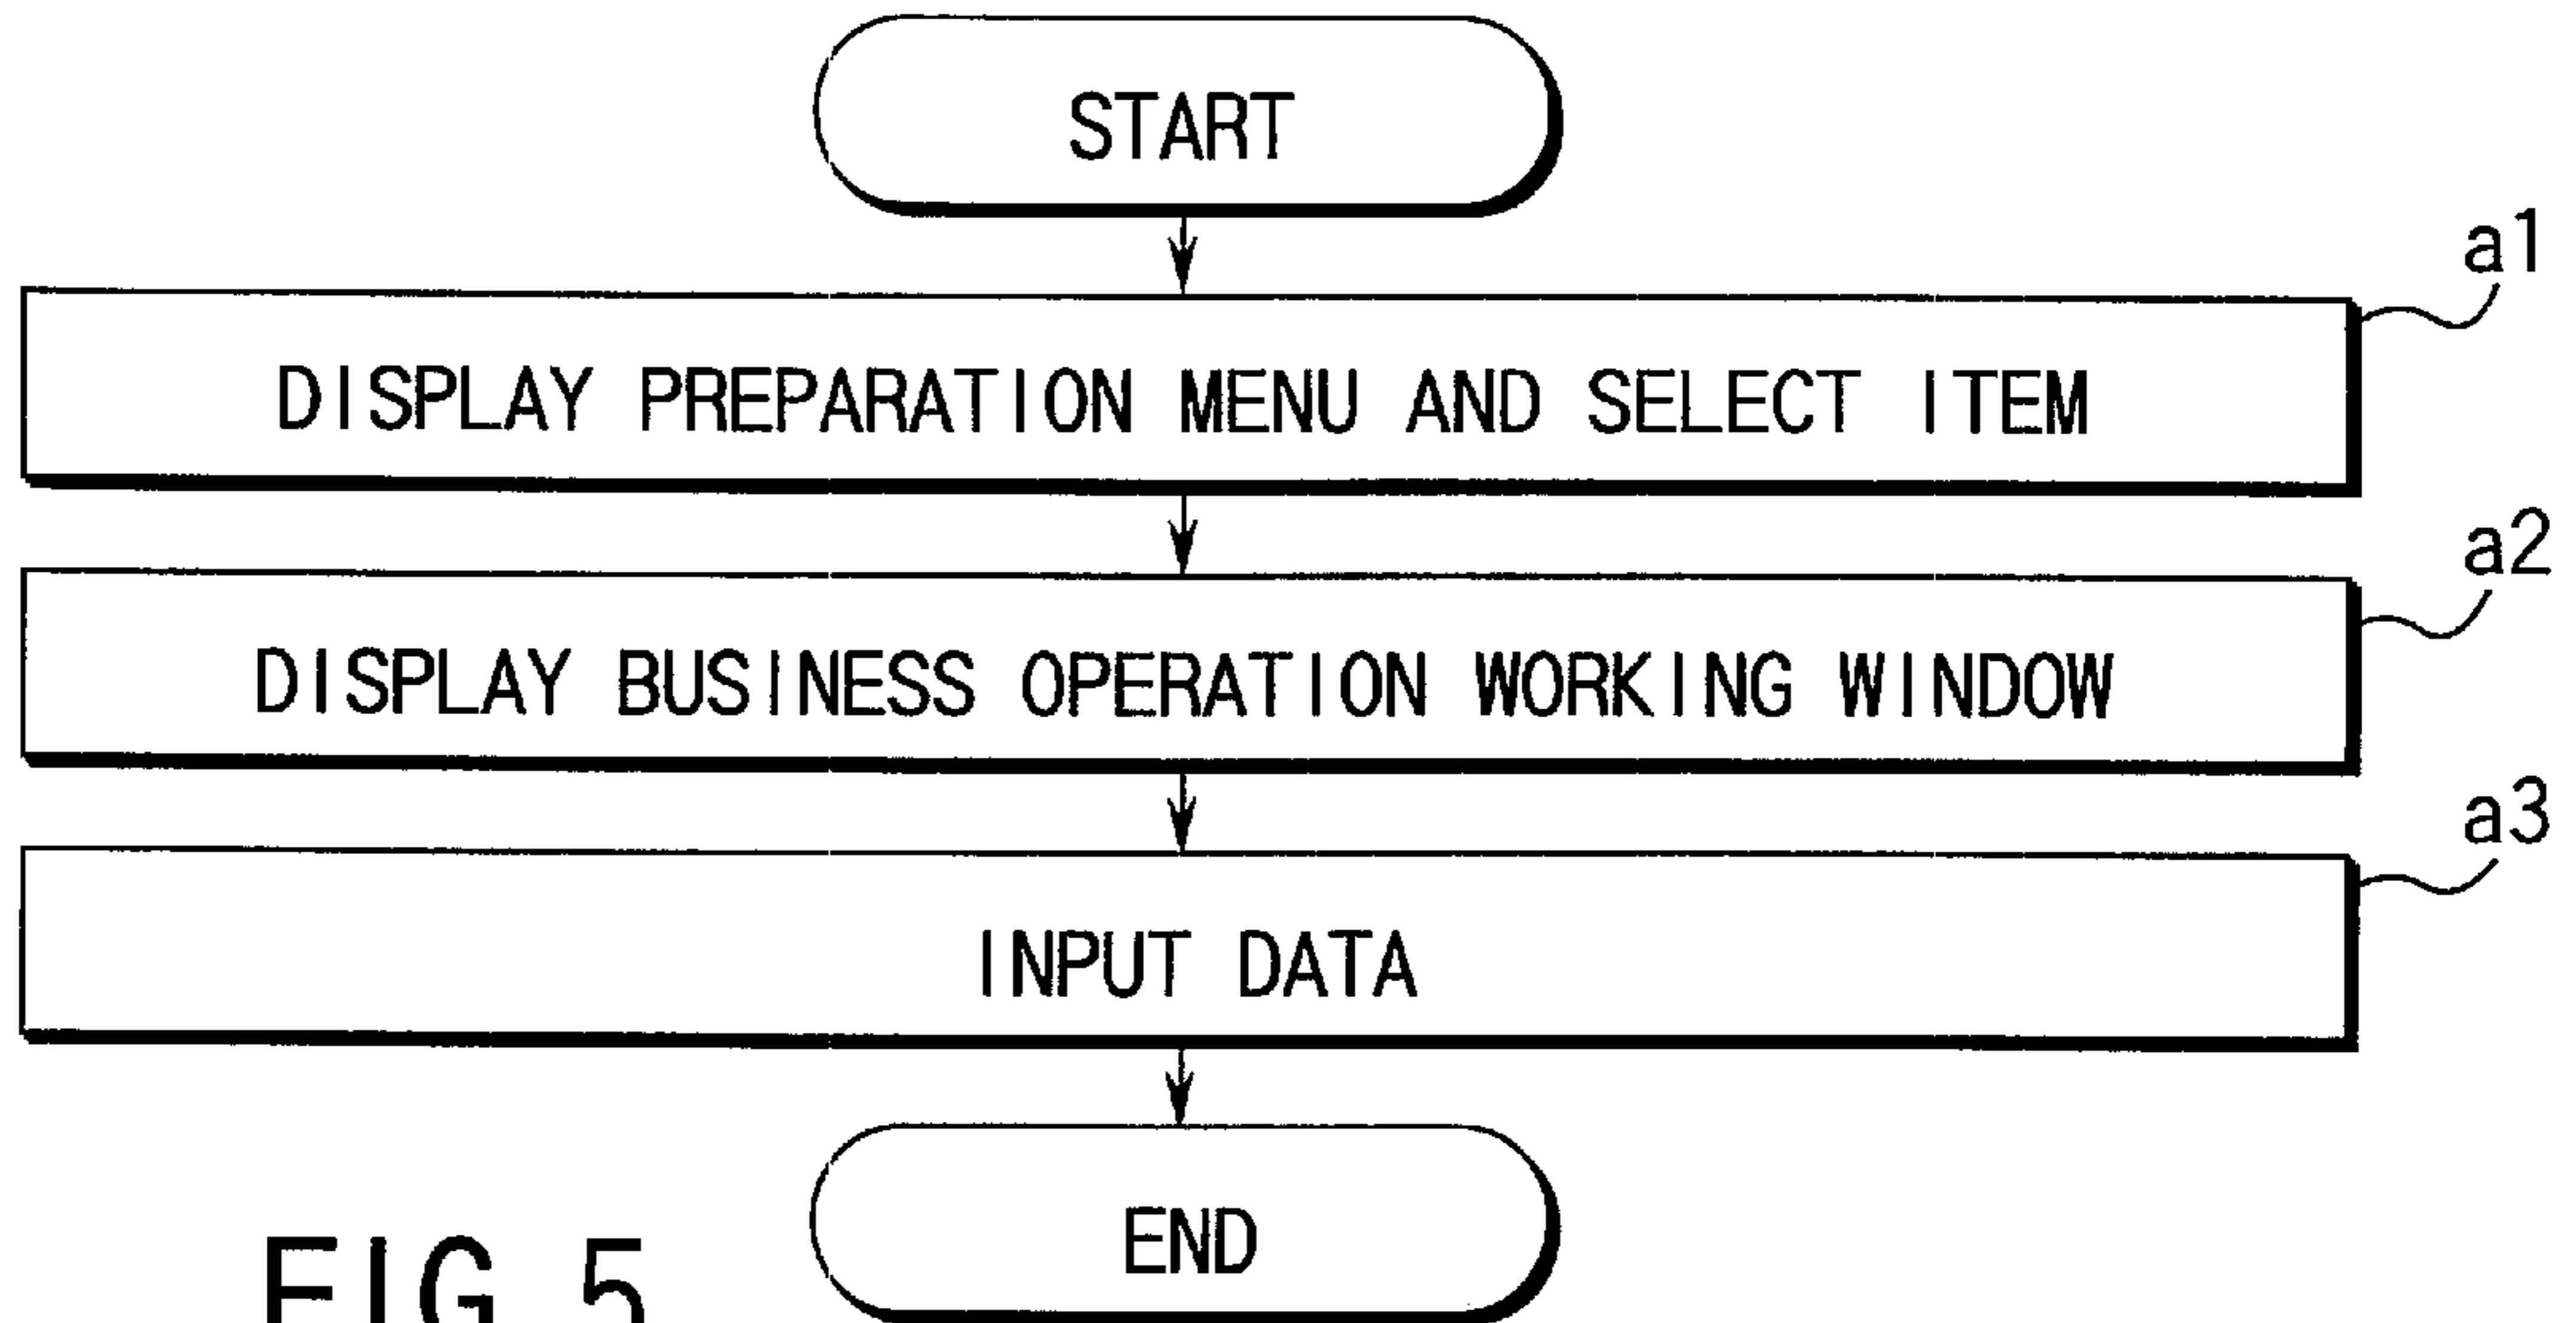 START
a1
DISPLAY PREPARATION MENU AND SELECT ITEM
a2
DISPLAY BUSINESS OPERATION WORKING WINDOW
a3
INPUT DATA
END
FIG. 5